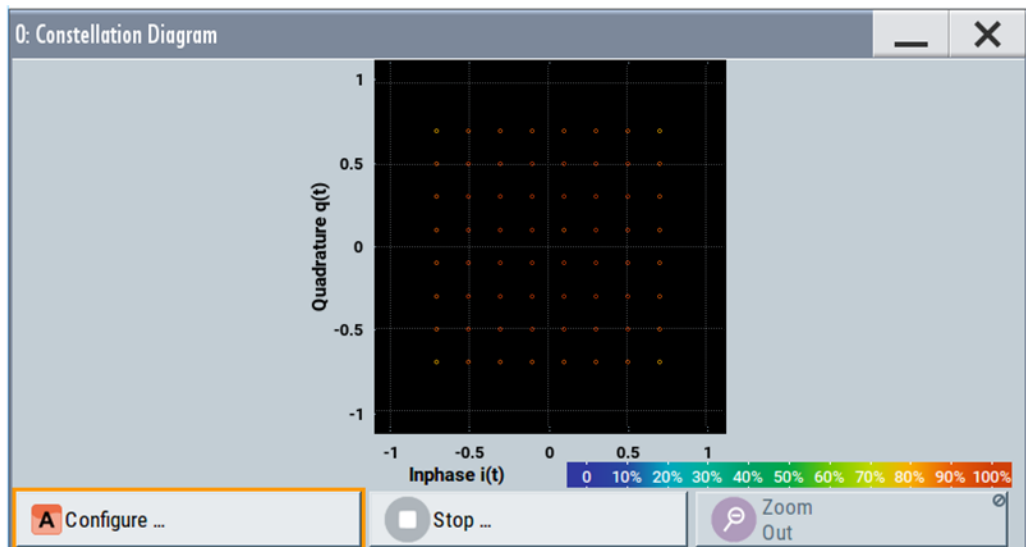 0: Constellation Diagram
1
0.5
0
-0.5
-1
Quadrature q(t)
-1 -0.5 0 0.5 1
Inphase i(t)
0 10% 20% 30% 40% 50% 60% 70% 80% 90% 100%
A Configure ...
Stop ...
Zoom
Out